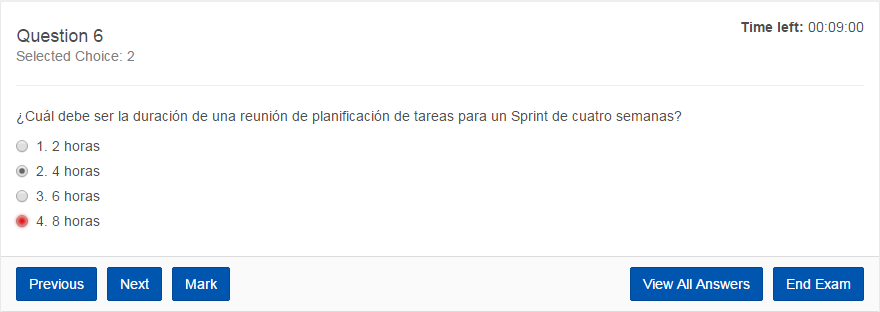 Question 6
Time left: 00:09:00
Selected Choice: 2
¿Cuál debe ser la duración de una reunión de planificación de tareas para un Sprint de cuatro semanas?
1. 2 horas
2. 4 horas
3. 6 horas
4. 8 horas
Previous Next Mark View All Answers End Exam